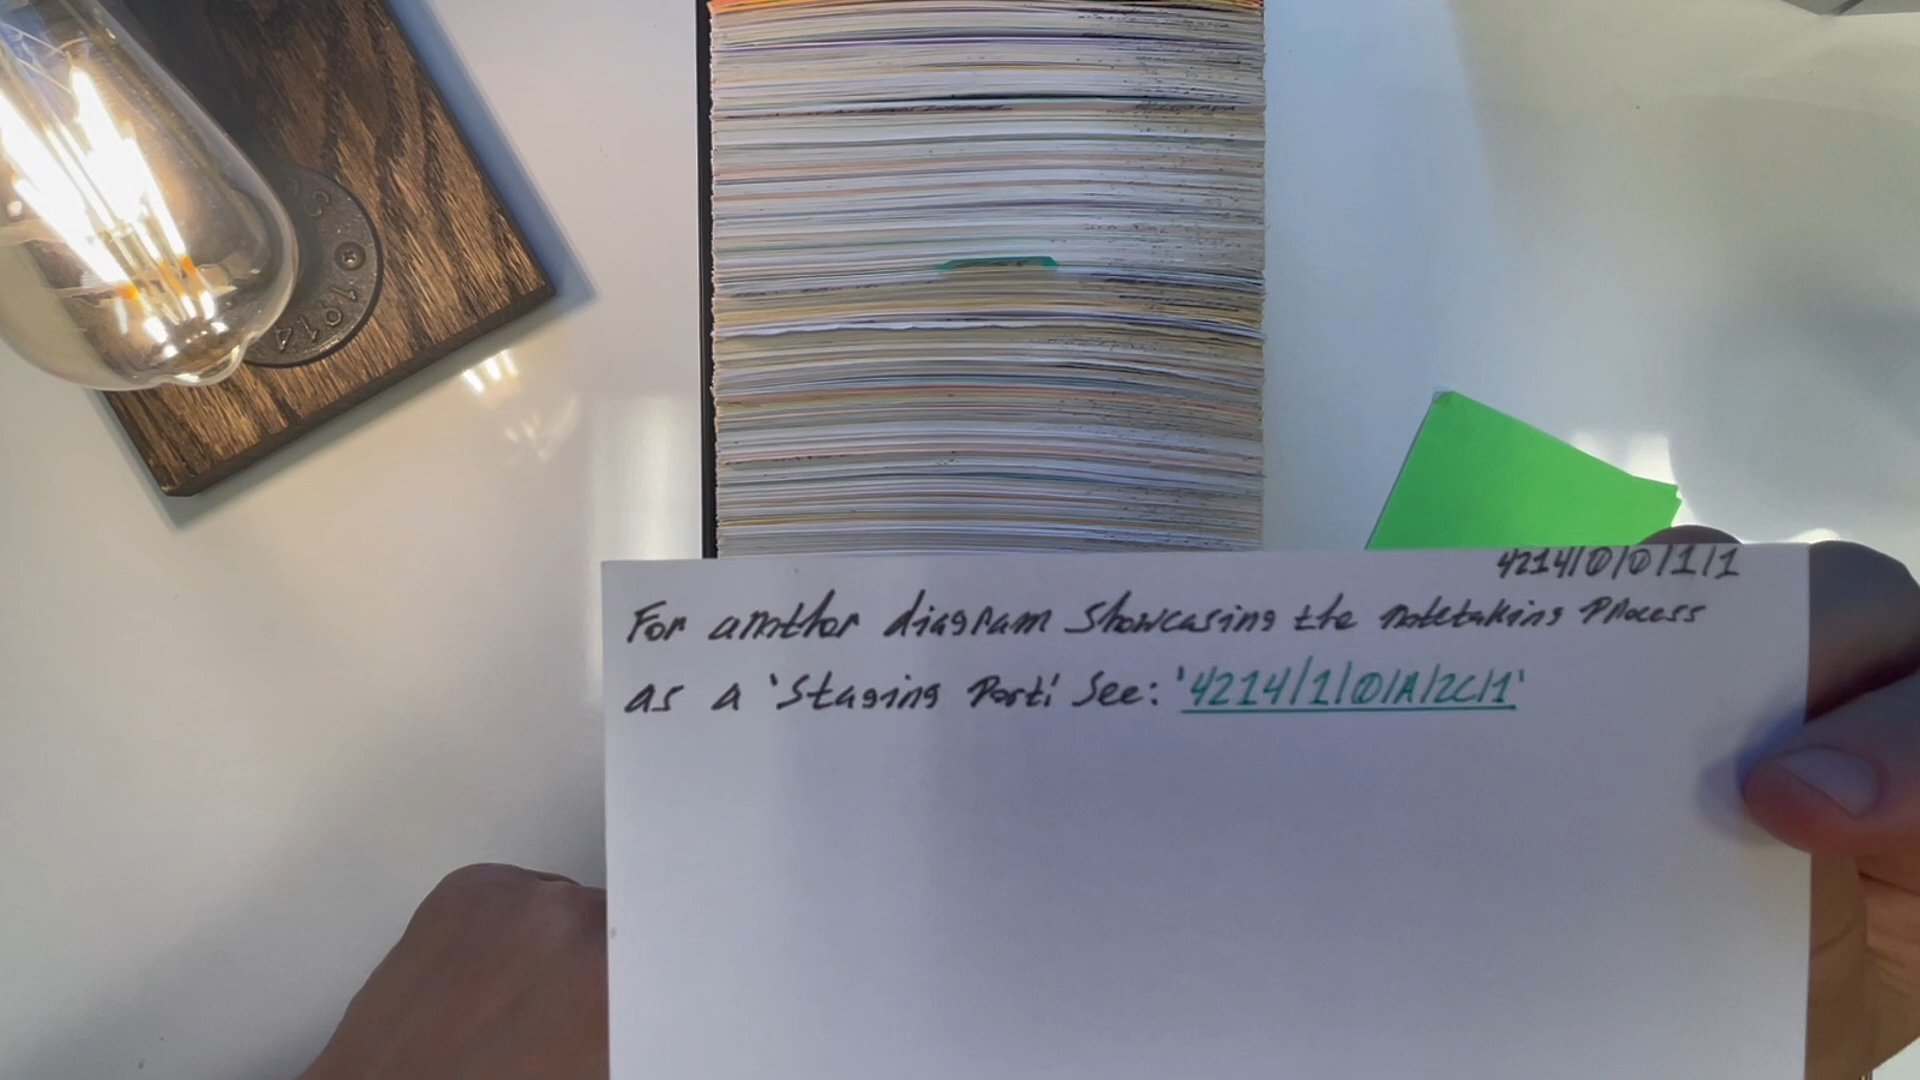 4214/0/0/1/1
For another diagram showcasing the notetaking Process
as a 'Staging Port.' See: '4214/1/0/A/2C/1'
1914